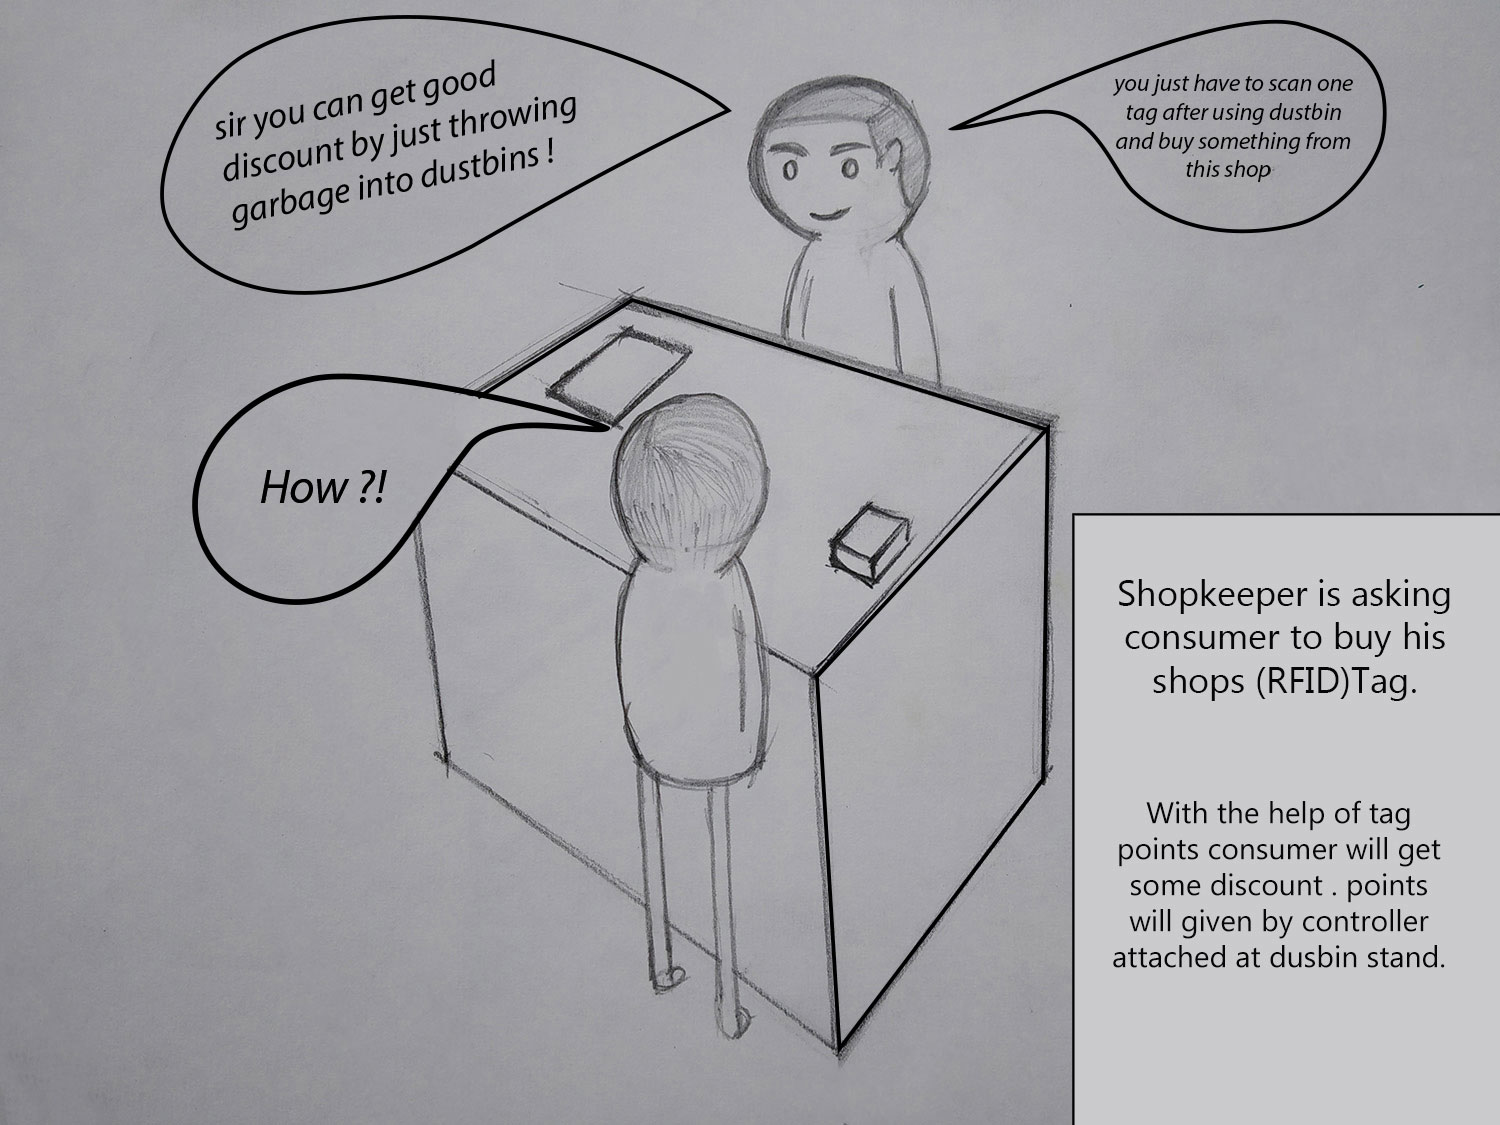 sir you can get good
discount by just throwing
garbage into dustbins !
you just have to scan one
tag after using dustbin
and buy something from
this shop
How ?!
Shopkeeper is asking
consumer to buy his
shops (RFID)Tag.
With the help of tag
points consumer will get
some discount . points
will given by controller
attached at dusbin stand.